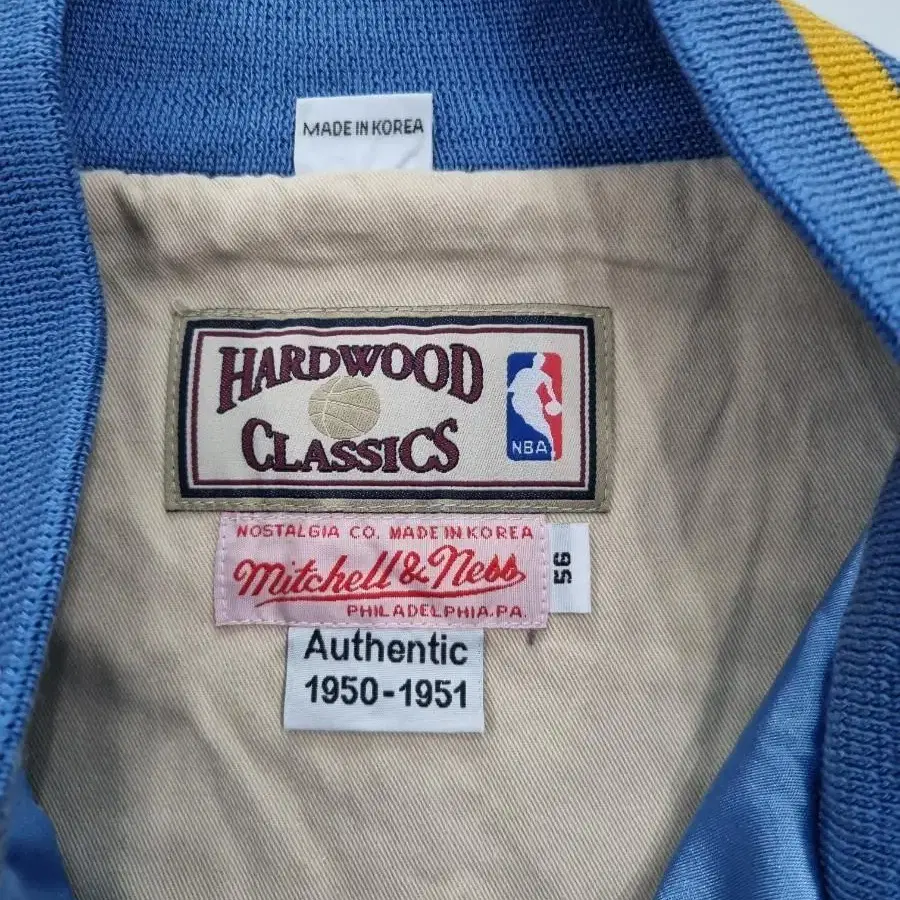 MADE IN KOREA
HARDWOOD
CLASSICS
NBA
NOSTALGIA CO. MADE IN KOREA
Mitchell & Ness
PHILADELPHIA, PA.
56
Authentic
1950-1951